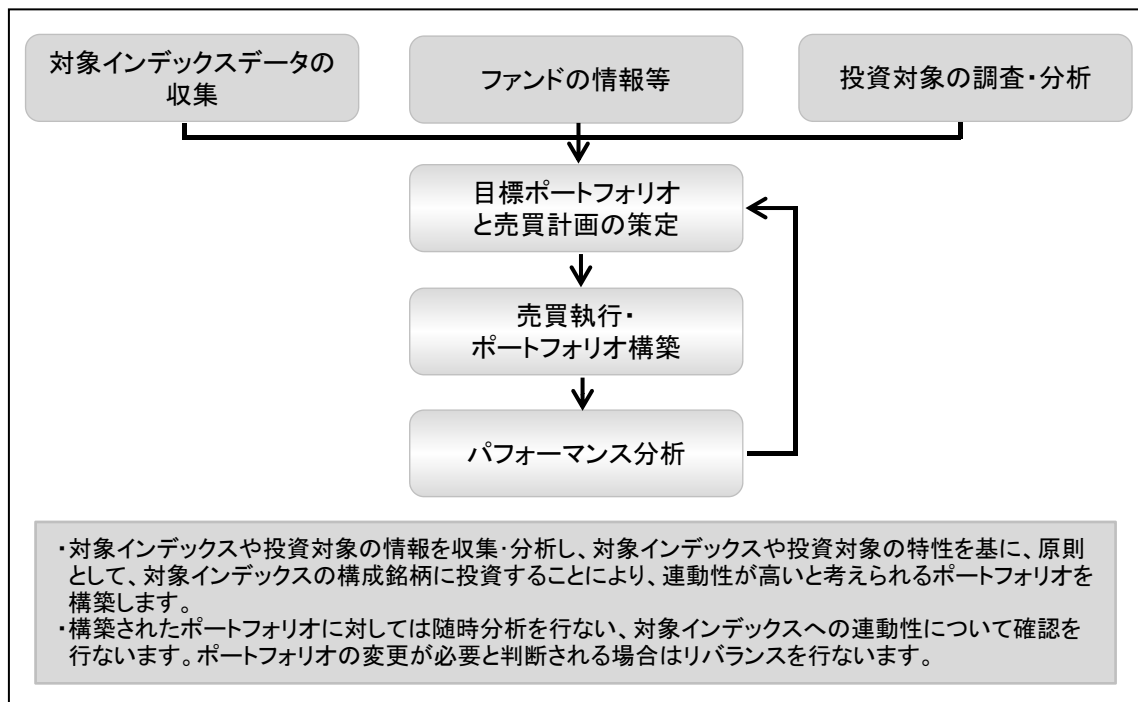 対象インデックスデータの
収集
ファンドの情報等
投資対象の調査・分析
目標ポートフォリオ
と売買計画の策定
売買執行・
ポートフォリオ構築
パフォーマンス分析
・対象インデックスや投資対象の情報を収集・分析し、対象インデックスや投資対象の特性を基に、原則
として、対象インデックスの構成銘柄に投資することにより、連動性が高いと考えられるポートフォリオを
構築します。
・構築されたポートフォリオに対しては随時分析を行ない、対象インデックスへの連動性について確認を
行ないます。ポートフォリオの変更が必要と判断される場合はリバランスを行ないます。